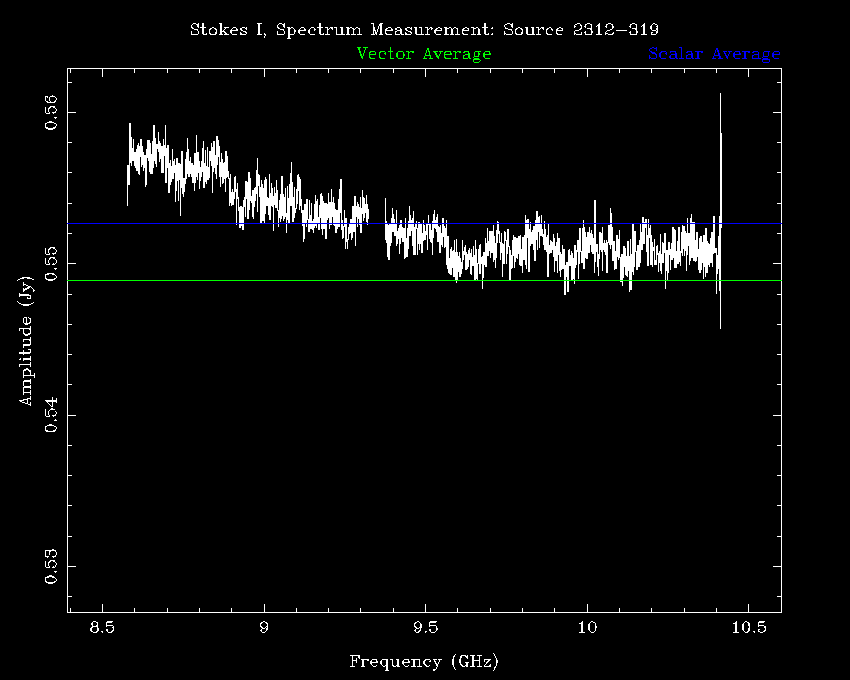 Stokes I, Spectrum Measurement: Source 2312-319
Vector Average
Scalar Average
0.56
0.55
0.54
0.53
Amplitude (Jy)
8.5
9
9.5
10
10.5
Frequency (GHz)